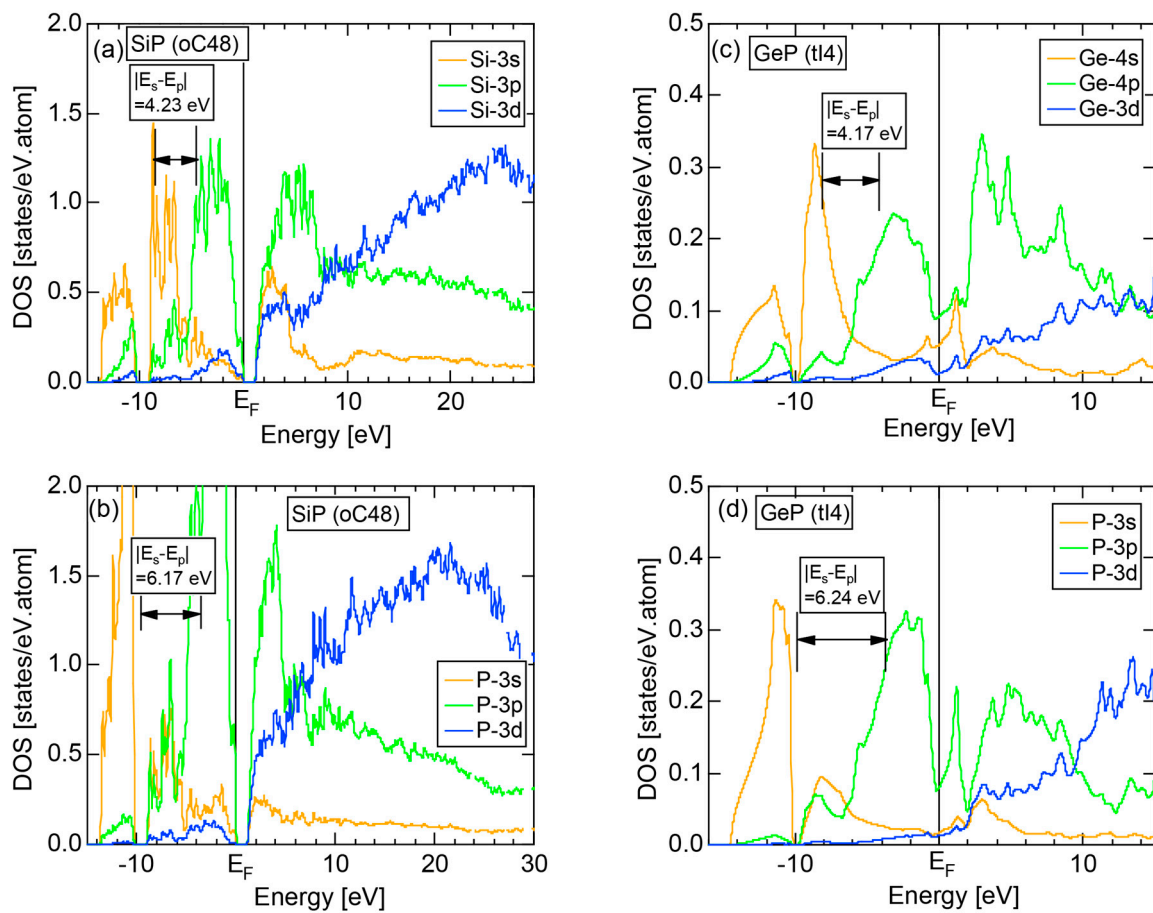 (a)
SiP (oC48)
|Es-Ep|
=4.23 eV
Si-3s
Si-3p
Si-3d
2.0
1.5
1.0
0.5
0.0
DOS [states/eV.atom]
-10
EF
10
20
Energy [eV]
(c)
GeP (tI4)
|Es-Ep|
=4.17 eV
Ge-4s
Ge-4p
Ge-3d
0.5
0.4
0.3
0.2
0.1
0.0
DOS [states/eV.atom]
-10
EF
10
Energy [eV]
(b)
SiP (oC48)
|Es-Ep|
=6.17 eV
P-3s
P-3p
P-3d
2.0
1.5
1.0
0.5
0.0
DOS [states/eV.atom]
-10
EF
10
20
30
Energy [eV]
(d)
GeP (tI4)
|Es-Ep|
=6.24 eV
P-3s
P-3p
P-3d
0.5
0.4
0.3
0.2
0.1
0.0
DOS [states/eV.atom]
-10
EF
10
Energy [eV]